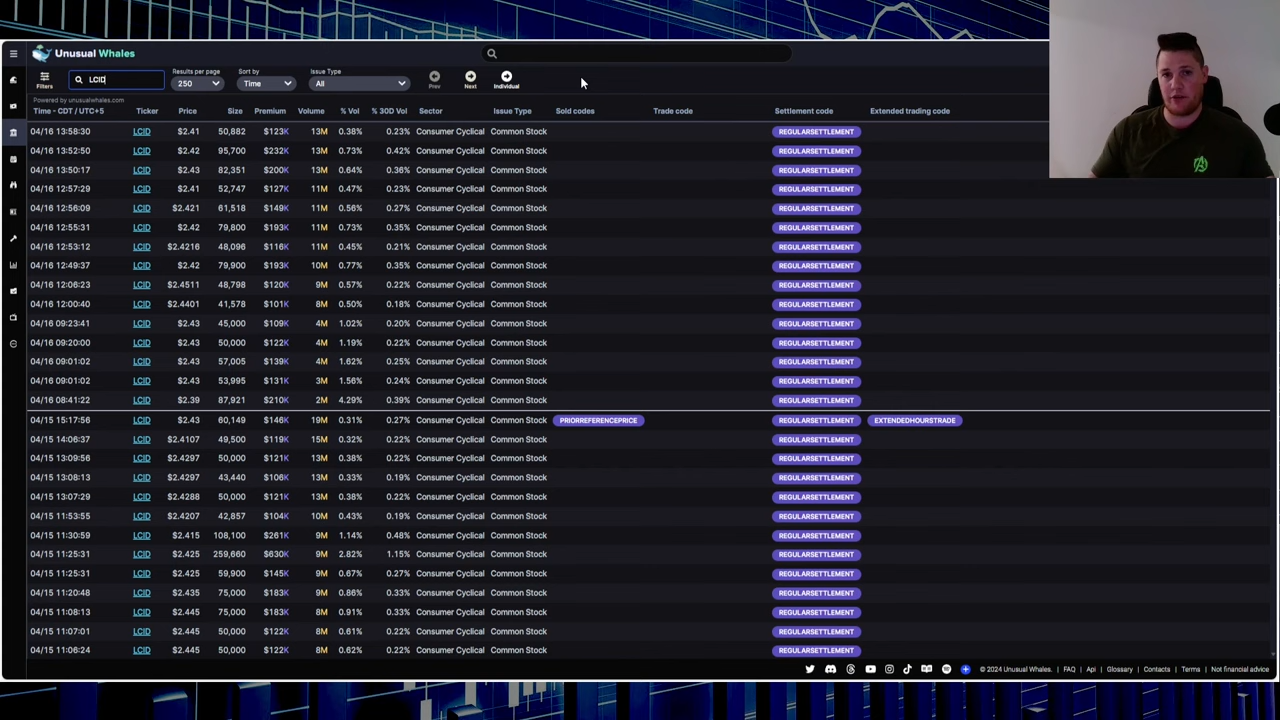 Unusual Whales
Filters LCID Results per page 250 Sort by Time Issue Type All Prev Next Individual
Powered by unusualwhales.com
Time - CDT / UTC+5 Ticker Price Size Premium Volume % Vol % 30D Vol Sector Issue Type Sold codes Trade code Settlement code Extended trading code
04/16 13:58:30 LCID $2.41 50,882 $123K 13M 0.38% 0.23% Consumer Cyclical Common Stock REGULARSETTLEMENT
04/16 13:52:50 LCID $2.42 95,700 $232K 13M 0.73% 0.42% Consumer Cyclical Common Stock REGULARSETTLEMENT
04/16 13:50:17 LCID $2.43 82,351 $200K 13M 0.64% 0.36% Consumer Cyclical Common Stock REGULARSETTLEMENT
04/16 12:57:29 LCID $2.41 52,747 $127K 11M 0.47% 0.23% Consumer Cyclical Common Stock REGULARSETTLEMENT
04/16 12:56:09 LCID $2.421 61,518 $149K 11M 0.56% 0.27% Consumer Cyclical Common Stock REGULARSETTLEMENT
04/16 12:55:31 LCID $2.42 79,800 $193K 11M 0.73% 0.35% Consumer Cyclical Common Stock REGULARSETTLEMENT
04/16 12:53:12 LCID $2.4216 48,096 $116K 11M 0.45% 0.21% Consumer Cyclical Common Stock REGULARSETTLEMENT
04/16 12:49:37 LCID $2.42 79,900 $193K 10M 0.77% 0.35% Consumer Cyclical Common Stock REGULARSETTLEMENT
04/16 12:06:23 LCID $2.4511 48,798 $120K 9M 0.57% 0.22% Consumer Cyclical Common Stock REGULARSETTLEMENT
04/16 12:00:40 LCID $2.4401 41,578 $101K 8M 0.50% 0.18% Consumer Cyclical Common Stock REGULARSETTLEMENT
04/16 09:23:41 LCID $2.43 45,000 $109K 4M 1.02% 0.20% Consumer Cyclical Common Stock REGULARSETTLEMENT
04/16 09:20:00 LCID $2.43 50,000 $122K 4M 1.19% 0.22% Consumer Cyclical Common Stock REGULARSETTLEMENT
04/16 09:01:02 LCID $2.43 57,005 $139K 4M 1.62% 0.25% Consumer Cyclical Common Stock REGULARSETTLEMENT
04/16 09:01:02 LCID $2.43 53,995 $131K 3M 1.56% 0.24% Consumer Cyclical Common Stock REGULARSETTLEMENT
04/16 08:41:22 LCID $2.39 87,921 $210K 2M 4.29% 0.39% Consumer Cyclical Common Stock REGULARSETTLEMENT
04/15 15:17:56 LCID $2.43 60,149 $146K 19M 0.31% 0.27% Consumer Cyclical Common Stock PRIORREFERENCEPRICE REGULARSETTLEMENT EXTENDEDHOURSTRADE
04/15 14:06:37 LCID $2.4107 49,500 $119K 15M 0.32% 0.22% Consumer Cyclical Common Stock REGULARSETTLEMENT
04/15 13:09:56 LCID $2.4297 50,000 $121K 13M 0.38% 0.22% Consumer Cyclical Common Stock REGULARSETTLEMENT
04/15 13:08:13 LCID $2.4297 43,440 $106K 13M 0.33% 0.19% Consumer Cyclical Common Stock REGULARSETTLEMENT
04/15 13:07:29 LCID $2.4288 50,000 $121K 13M 0.38% 0.22% Consumer Cyclical Common Stock REGULARSETTLEMENT
04/15 11:53:55 LCID $2.4207 42,857 $104K 10M 0.43% 0.19% Consumer Cyclical Common Stock REGULARSETTLEMENT
04/15 11:30:59 LCID $2.415 108,100 $261K 9M 1.14% 0.48% Consumer Cyclical Common Stock REGULARSETTLEMENT
04/15 11:25:31 LCID $2.425 259,660 $630K 9M 2.82% 1.15% Consumer Cyclical Common Stock REGULARSETTLEMENT
04/15 11:25:31 LCID $2.425 59,900 $145K 9M 0.67% 0.27% Consumer Cyclical Common Stock REGULARSETTLEMENT
04/15 11:20:48 LCID $2.435 75,000 $183K 9M 0.86% 0.33% Consumer Cyclical Common Stock REGULARSETTLEMENT
04/15 11:08:13 LCID $2.445 75,000 $183K 8M 0.91% 0.33% Consumer Cyclical Common Stock REGULARSETTLEMENT
04/15 11:07:01 LCID $2.445 50,000 $122K 8M 0.61% 0.22% Consumer Cyclical Common Stock REGULARSETTLEMENT
04/15 11:06:24 LCID $2.445 50,000 $122K 8M 0.62% 0.22% Consumer Cyclical Common Stock REGULARSETTLEMENT
© 2024 Unusual Whales. | FAQ | Api | Glossary | Contacts | Terms | Not financial advice